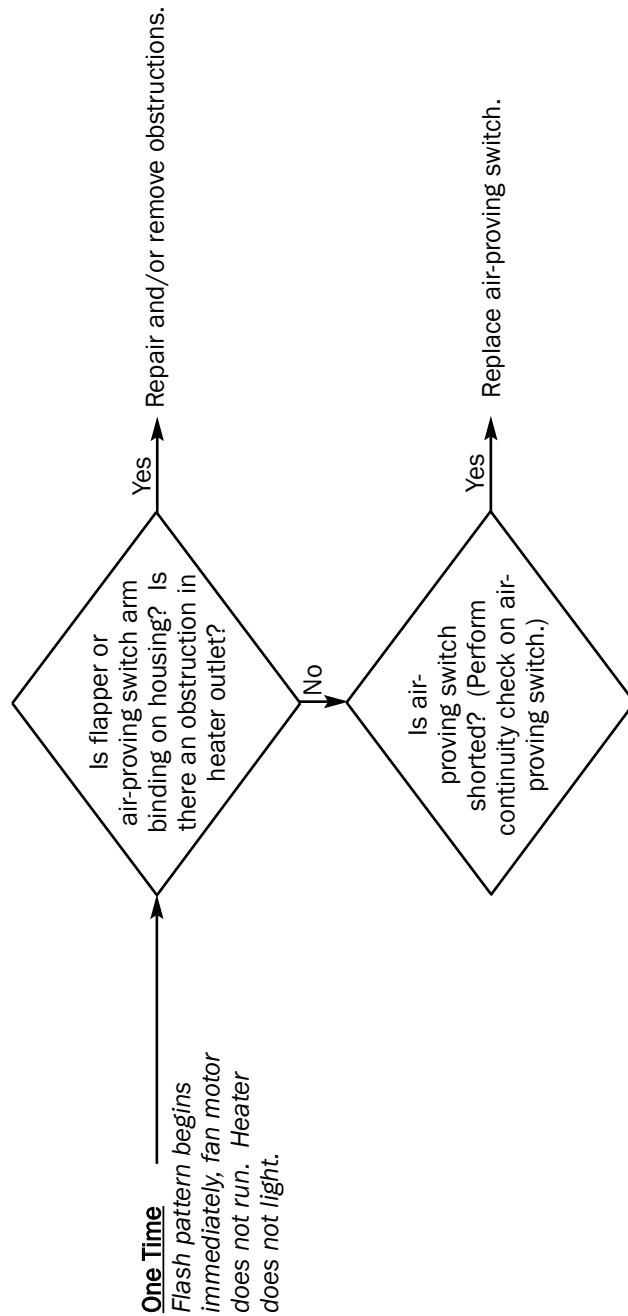 One Time
Flash pattern begins
immediately, fan motor
does not run.  Heater
does not light.
Is flapper or
air-proving switch arm
binding on housing?  Is
there an obstruction in
heater outlet?
Yes
Repair and/or remove obstructions.
No
Is air-
proving switch
shorted?  (Perform
continuity check on air-
proving switch.)
Yes
Replace air-proving switch.